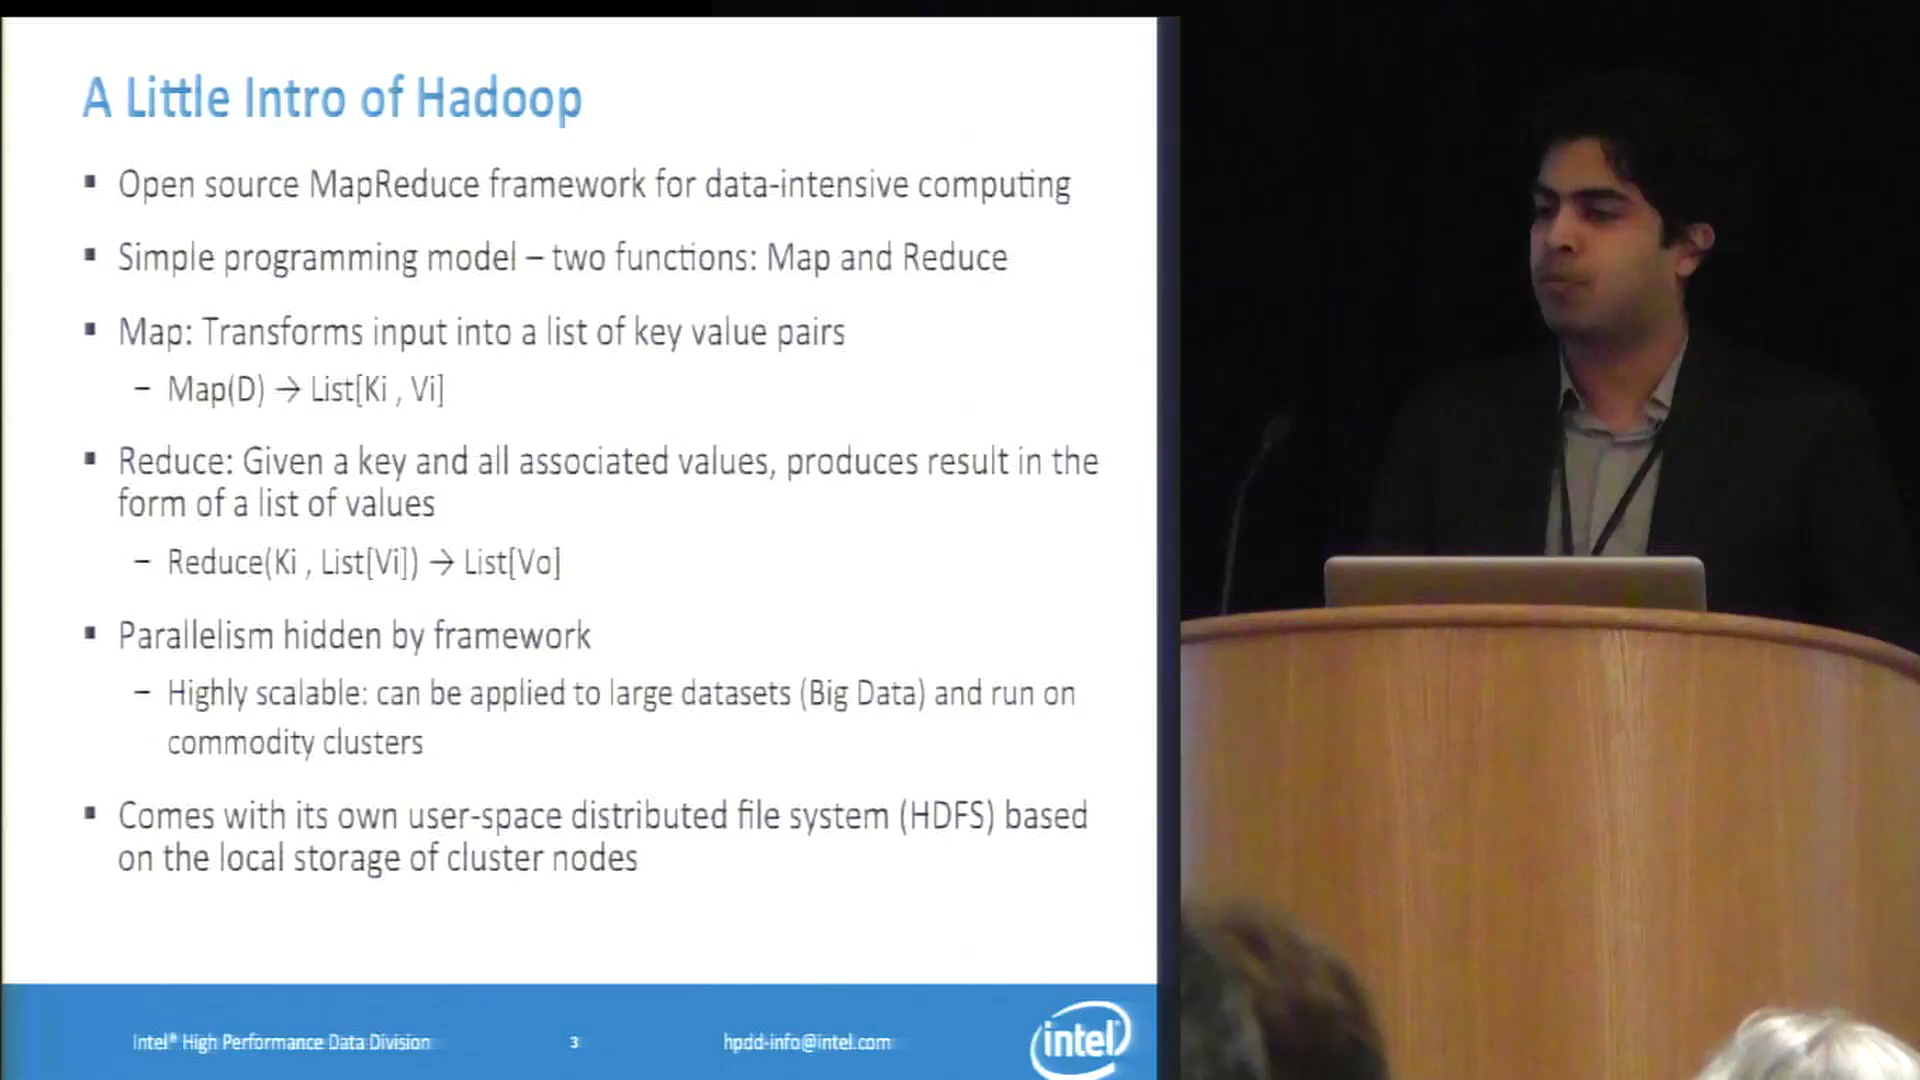 A Little Intro of Hadoop
▪ Open source MapReduce framework for data-intensive computing
▪ Simple programming model – two functions: Map and Reduce
▪ Map: Transforms input into a list of key value pairs
– Map(D) → List[Ki , Vi]
▪ Reduce: Given a key and all associated values, produces result in the
form of a list of values
– Reduce(Ki , List[Vi]) → List[Vo]
▪ Parallelism hidden by framework
– Highly scalable: can be applied to large datasets (Big Data) and run on
commodity clusters
▪ Comes with its own user-space distributed file system (HDFS) based
on the local storage of cluster nodes
Intel® High Performance Data Division 3 hpdd-info@intel.com
intel